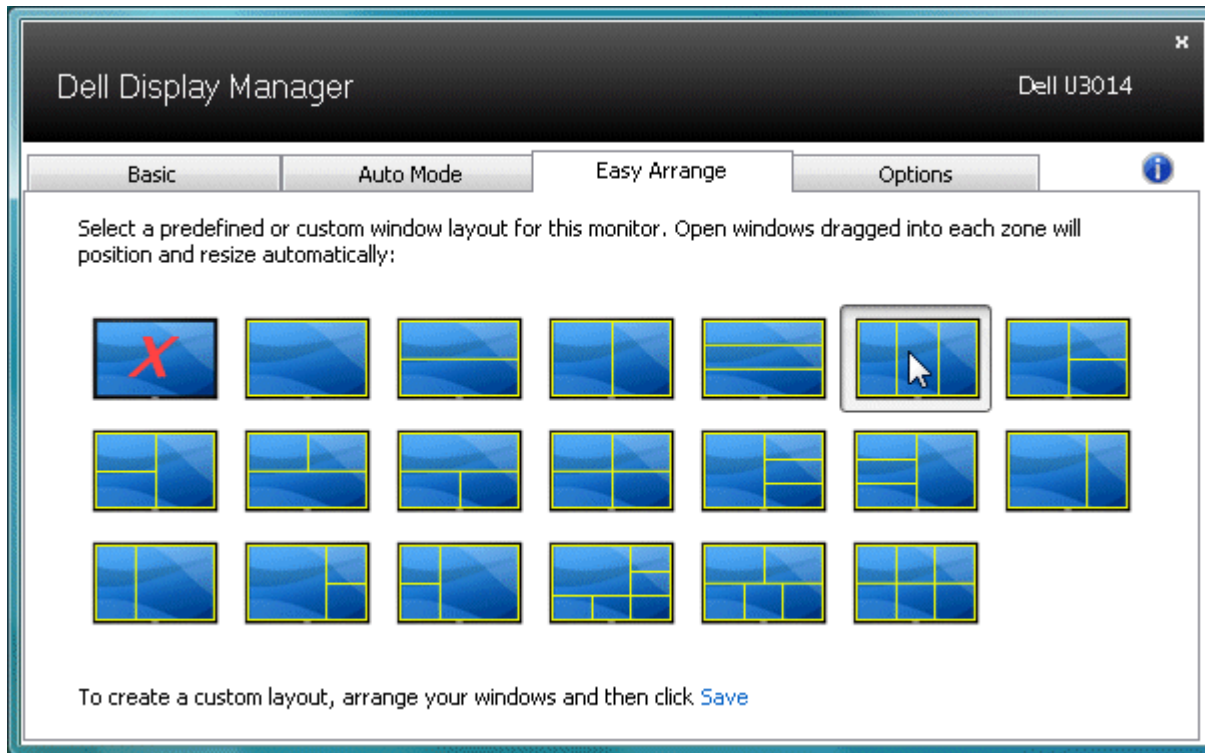 x
Dell Display Manager
Dell U3014
Basic
Auto Mode
Easy Arrange
Options
i
Select a predefined or custom window layout for this monitor. Open windows dragged into each zone will
position and resize automatically:
X
To create a custom layout, arrange your windows and then click Save